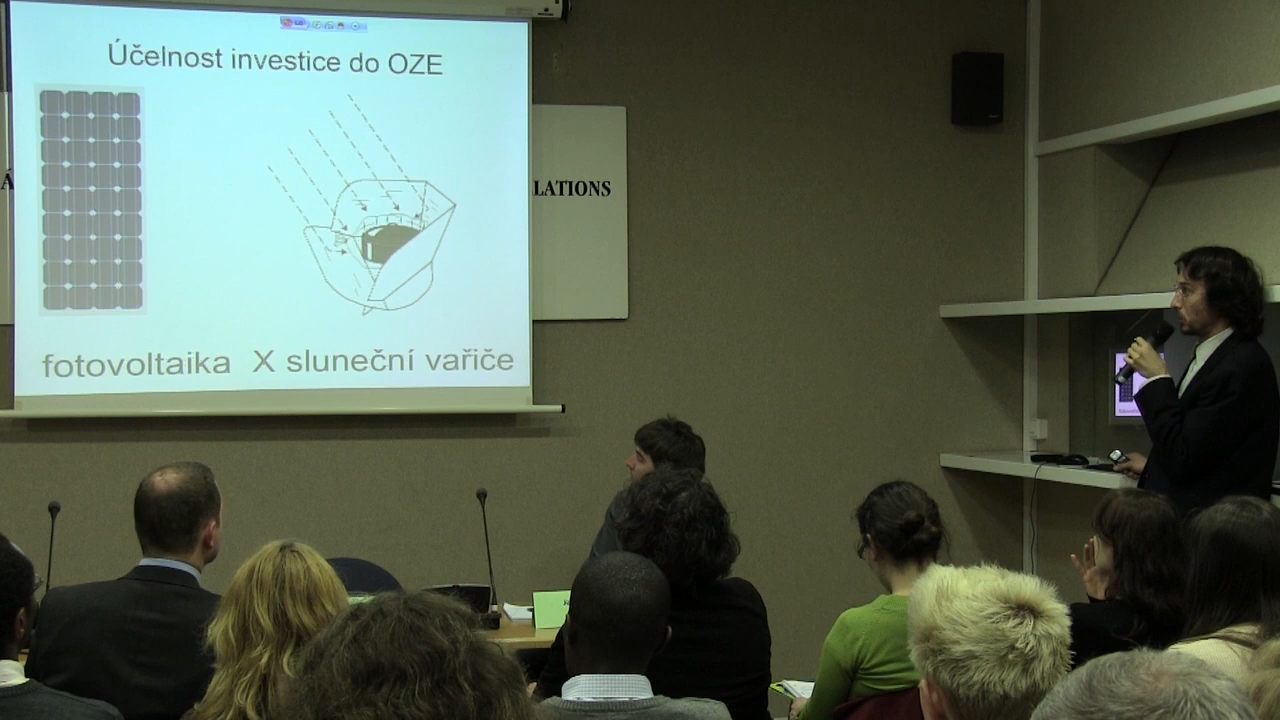 Účelnost investice do OZE
LATIONS
fotovoltaika X sluneční vařiče